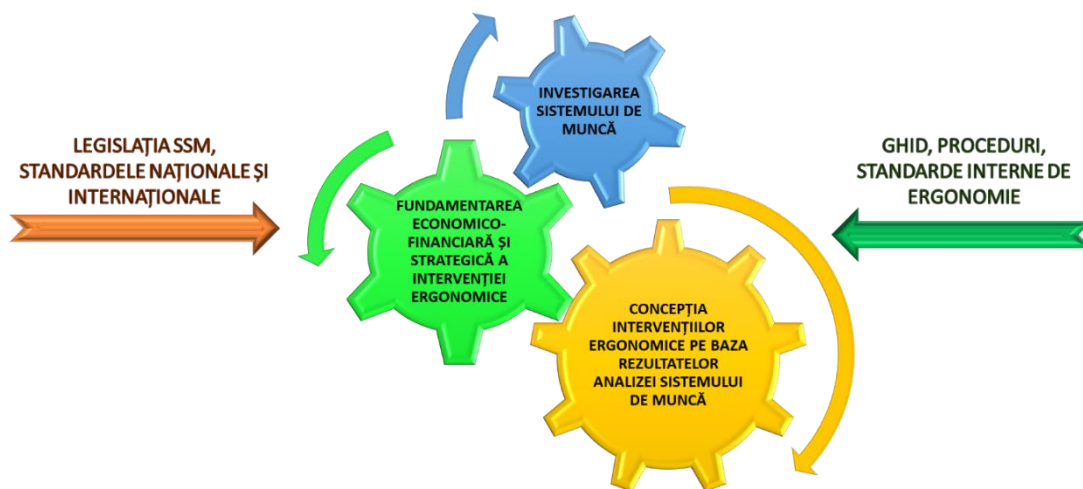 INVESTIGAREA
SISTEMULUI DE
MUNCĂ
LEGISLAȚIA SSM,
STANDARDELE NAȚIONALE ȘI
INTERNAȚIONALE
FUNDAMENTAREA
ECONOMICO-
FINANCIARĂ ȘI
STRATEGICĂ A
INTERVENȚIEI
ERGONOMICE
GHID, PROCEDURI,
STANDARDE INTERNE DE
ERGONOMIE
CONCEPȚIA
INTERVENȚIILOR
ERGONOMICE PE BAZA
REZULTATELOR
ANALIZEI SISTEMULUI
DE MUNCĂ